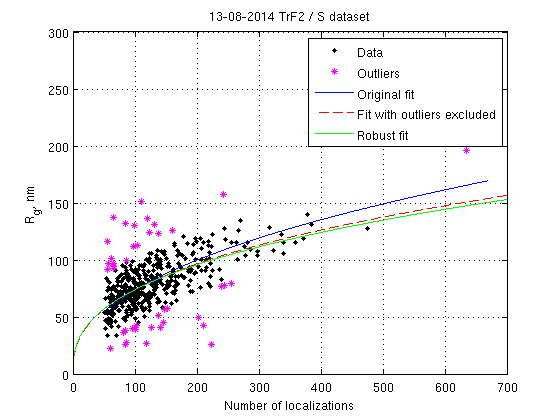 13-08-2014 TrF2 / S dataset
300
250
200
150
100
50
0
Rg, nm
Data
Outliers
Original fit
Fit with outliers excluded
Robust fit
0 100 200 300 400 500 600 700
Number of localizations